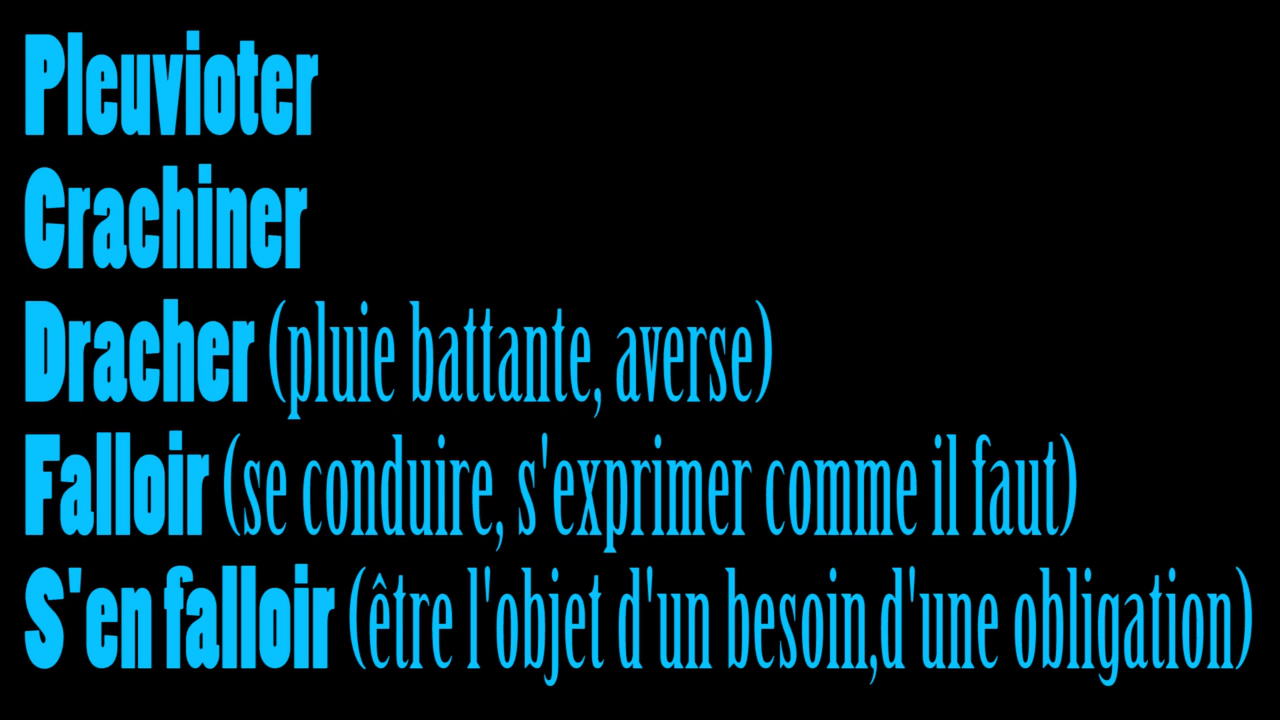 Pleuvioter
Crachiner
Dracher (pluie battante, averse)
Falloir (se conduire, s'exprimer comme il faut)
S'en falloir (être l'objet d'un besoin,d'une obligation)